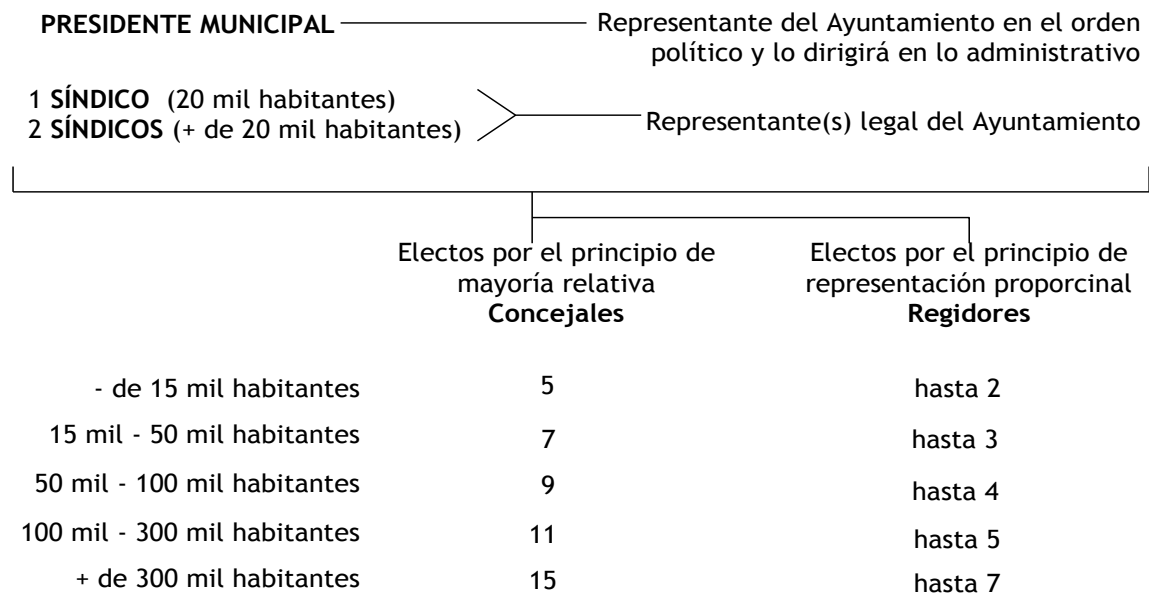 PRESIDENTE MUNICIPAL
Representante del Ayuntamiento en el orden
político y lo dirigirá en lo administrativo
1 SÍNDICO (20 mil habitantes)
2 SÍNDICOS (+ de 20 mil habitantes)
Representante(s) legal del Ayuntamiento
Electos por el principio de
mayoría relativa
Concejales
Electos por el principio de
representación proporcinal
Regidores
- de 15 mil habitantes 5 hasta 2
15 mil - 50 mil habitantes 7 hasta 3
50 mil - 100 mil habitantes 9 hasta 4
100 mil - 300 mil habitantes 11 hasta 5
+ de 300 mil habitantes 15 hasta 7